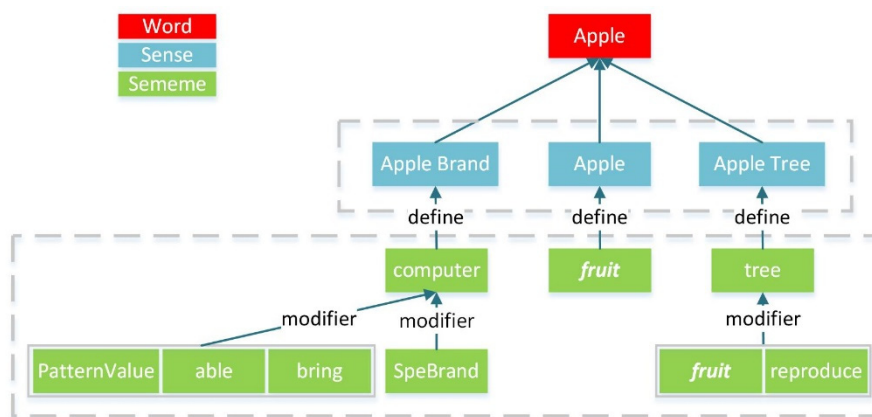 Word
Sense
Sememe
Apple
Apple Brand
Apple
Apple Tree
define
define
define
computer
fruit
tree
modifier
modifier
modifier
PatternValue
able
bring
SpeBrand
fruit
reproduce